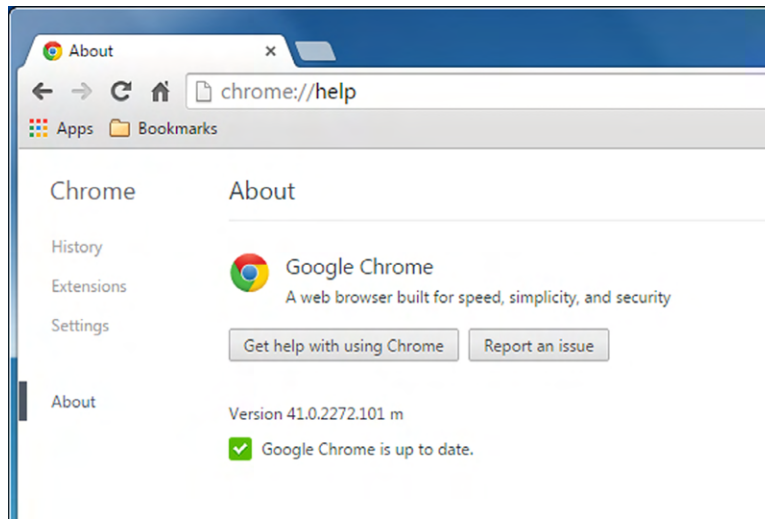 About
chrome://help
Apps Bookmarks
Chrome
About
History
Extensions
Settings
About
Google Chrome
A web browser built for speed, simplicity, and security
Get help with using Chrome Report an issue
Version 41.0.2272.101 m
Google Chrome is up to date.